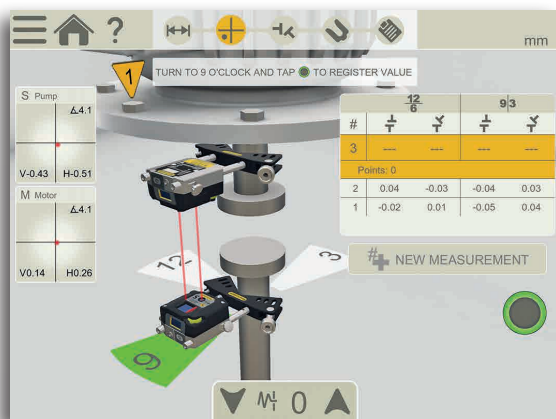 mm
1
TURN TO 9 O'CLOCK AND TAP TO REGISTER VALUE
S Pump
∡4.1
V-0.43 H-0.51
M Motor
∡4.1
V0.14 H0.26
12
6
9|3
#
3 --- --- --- ---
Points: 0
2 0.04 -0.03 -0.04 0.03
1 -0.02 0.01 -0.05 0.04
# NEW MEASUREMENT
12
3
9
0